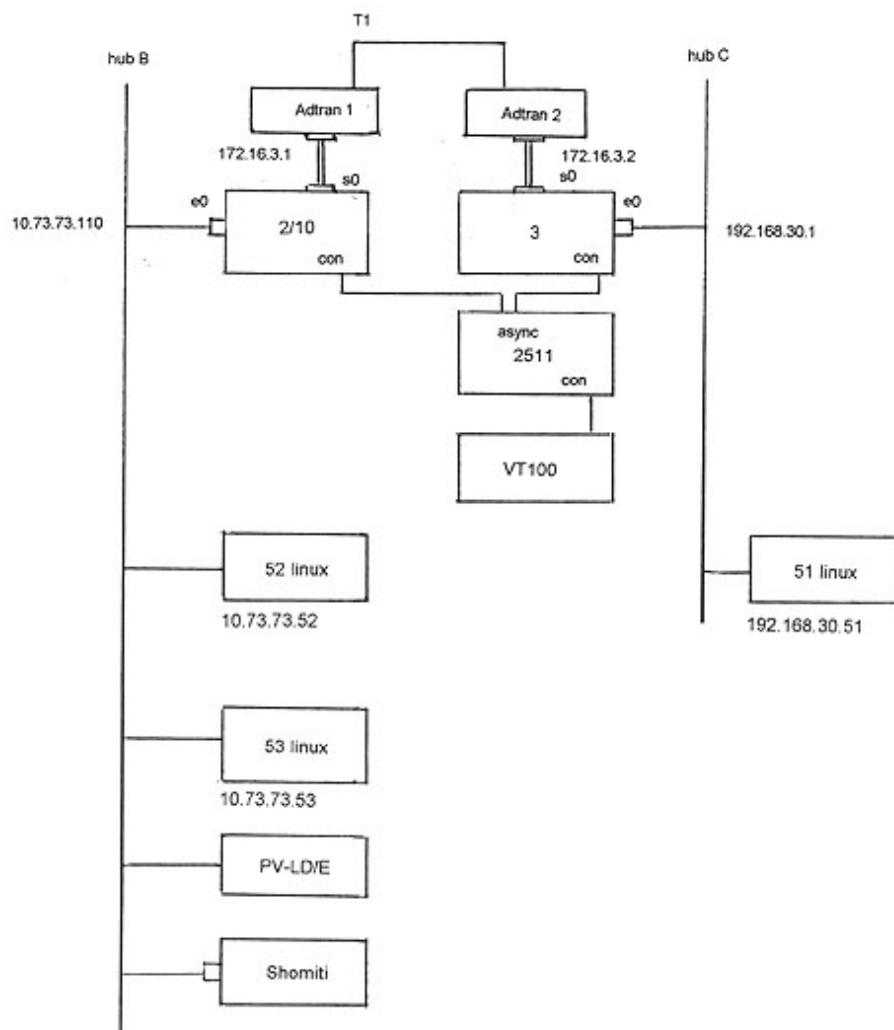 T1
hub B
hub C
Adtran 1
Adtran 2
172.16.3.1
172.16.3.2
s0
s0
e0
e0
10.73.73.110
2/10
3
192.168.30.1
con
con
async
2511
con
VT100
52 linux
51 linux
10.73.73.52
192.168.30.51
53 linux
10.73.73.53
PV-LD/E
Shomiti